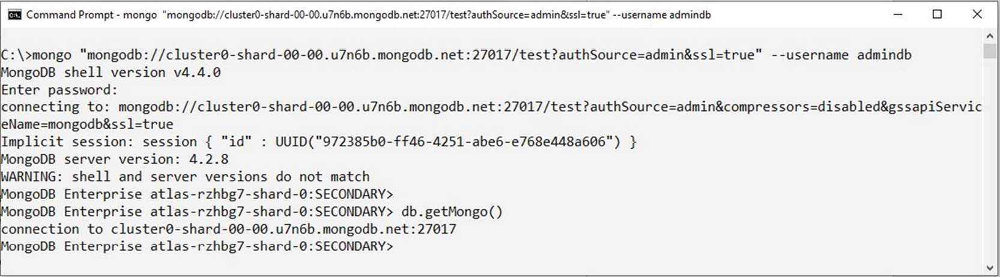 Command Prompt - mongo "mongodb://cluster0-shard-00-00.u7n6b.mongodb.net:27017/test?authSource=admin&ssl=true" --username admindb
C:\>mongo "mongodb://cluster0-shard-00-00.u7n6b.mongodb.net:27017/test?authSource=admin&ssl=true" --username admindb
MongoDB shell version v4.4.0
Enter password:
connecting to: mongodb://cluster0-shard-00-00.u7n6b.mongodb.net:27017/test?authSource=admin&compressors=disabled&gssapiServic
eName=mongodb&ssl=true
Implicit session: session { "id" : UUID("972385b0-ff46-4251-abe6-e768e448a606") }
MongoDB server version: 4.2.8
WARNING: shell and server versions do not match
MongoDB Enterprise atlas-rzhbg7-shard-0:SECONDARY>
MongoDB Enterprise atlas-rzhbg7-shard-0:SECONDARY> db.getMongo()
connection to cluster0-shard-00-00.u7n6b.mongodb.net:27017
MongoDB Enterprise atlas-rzhbg7-shard-0:SECONDARY>